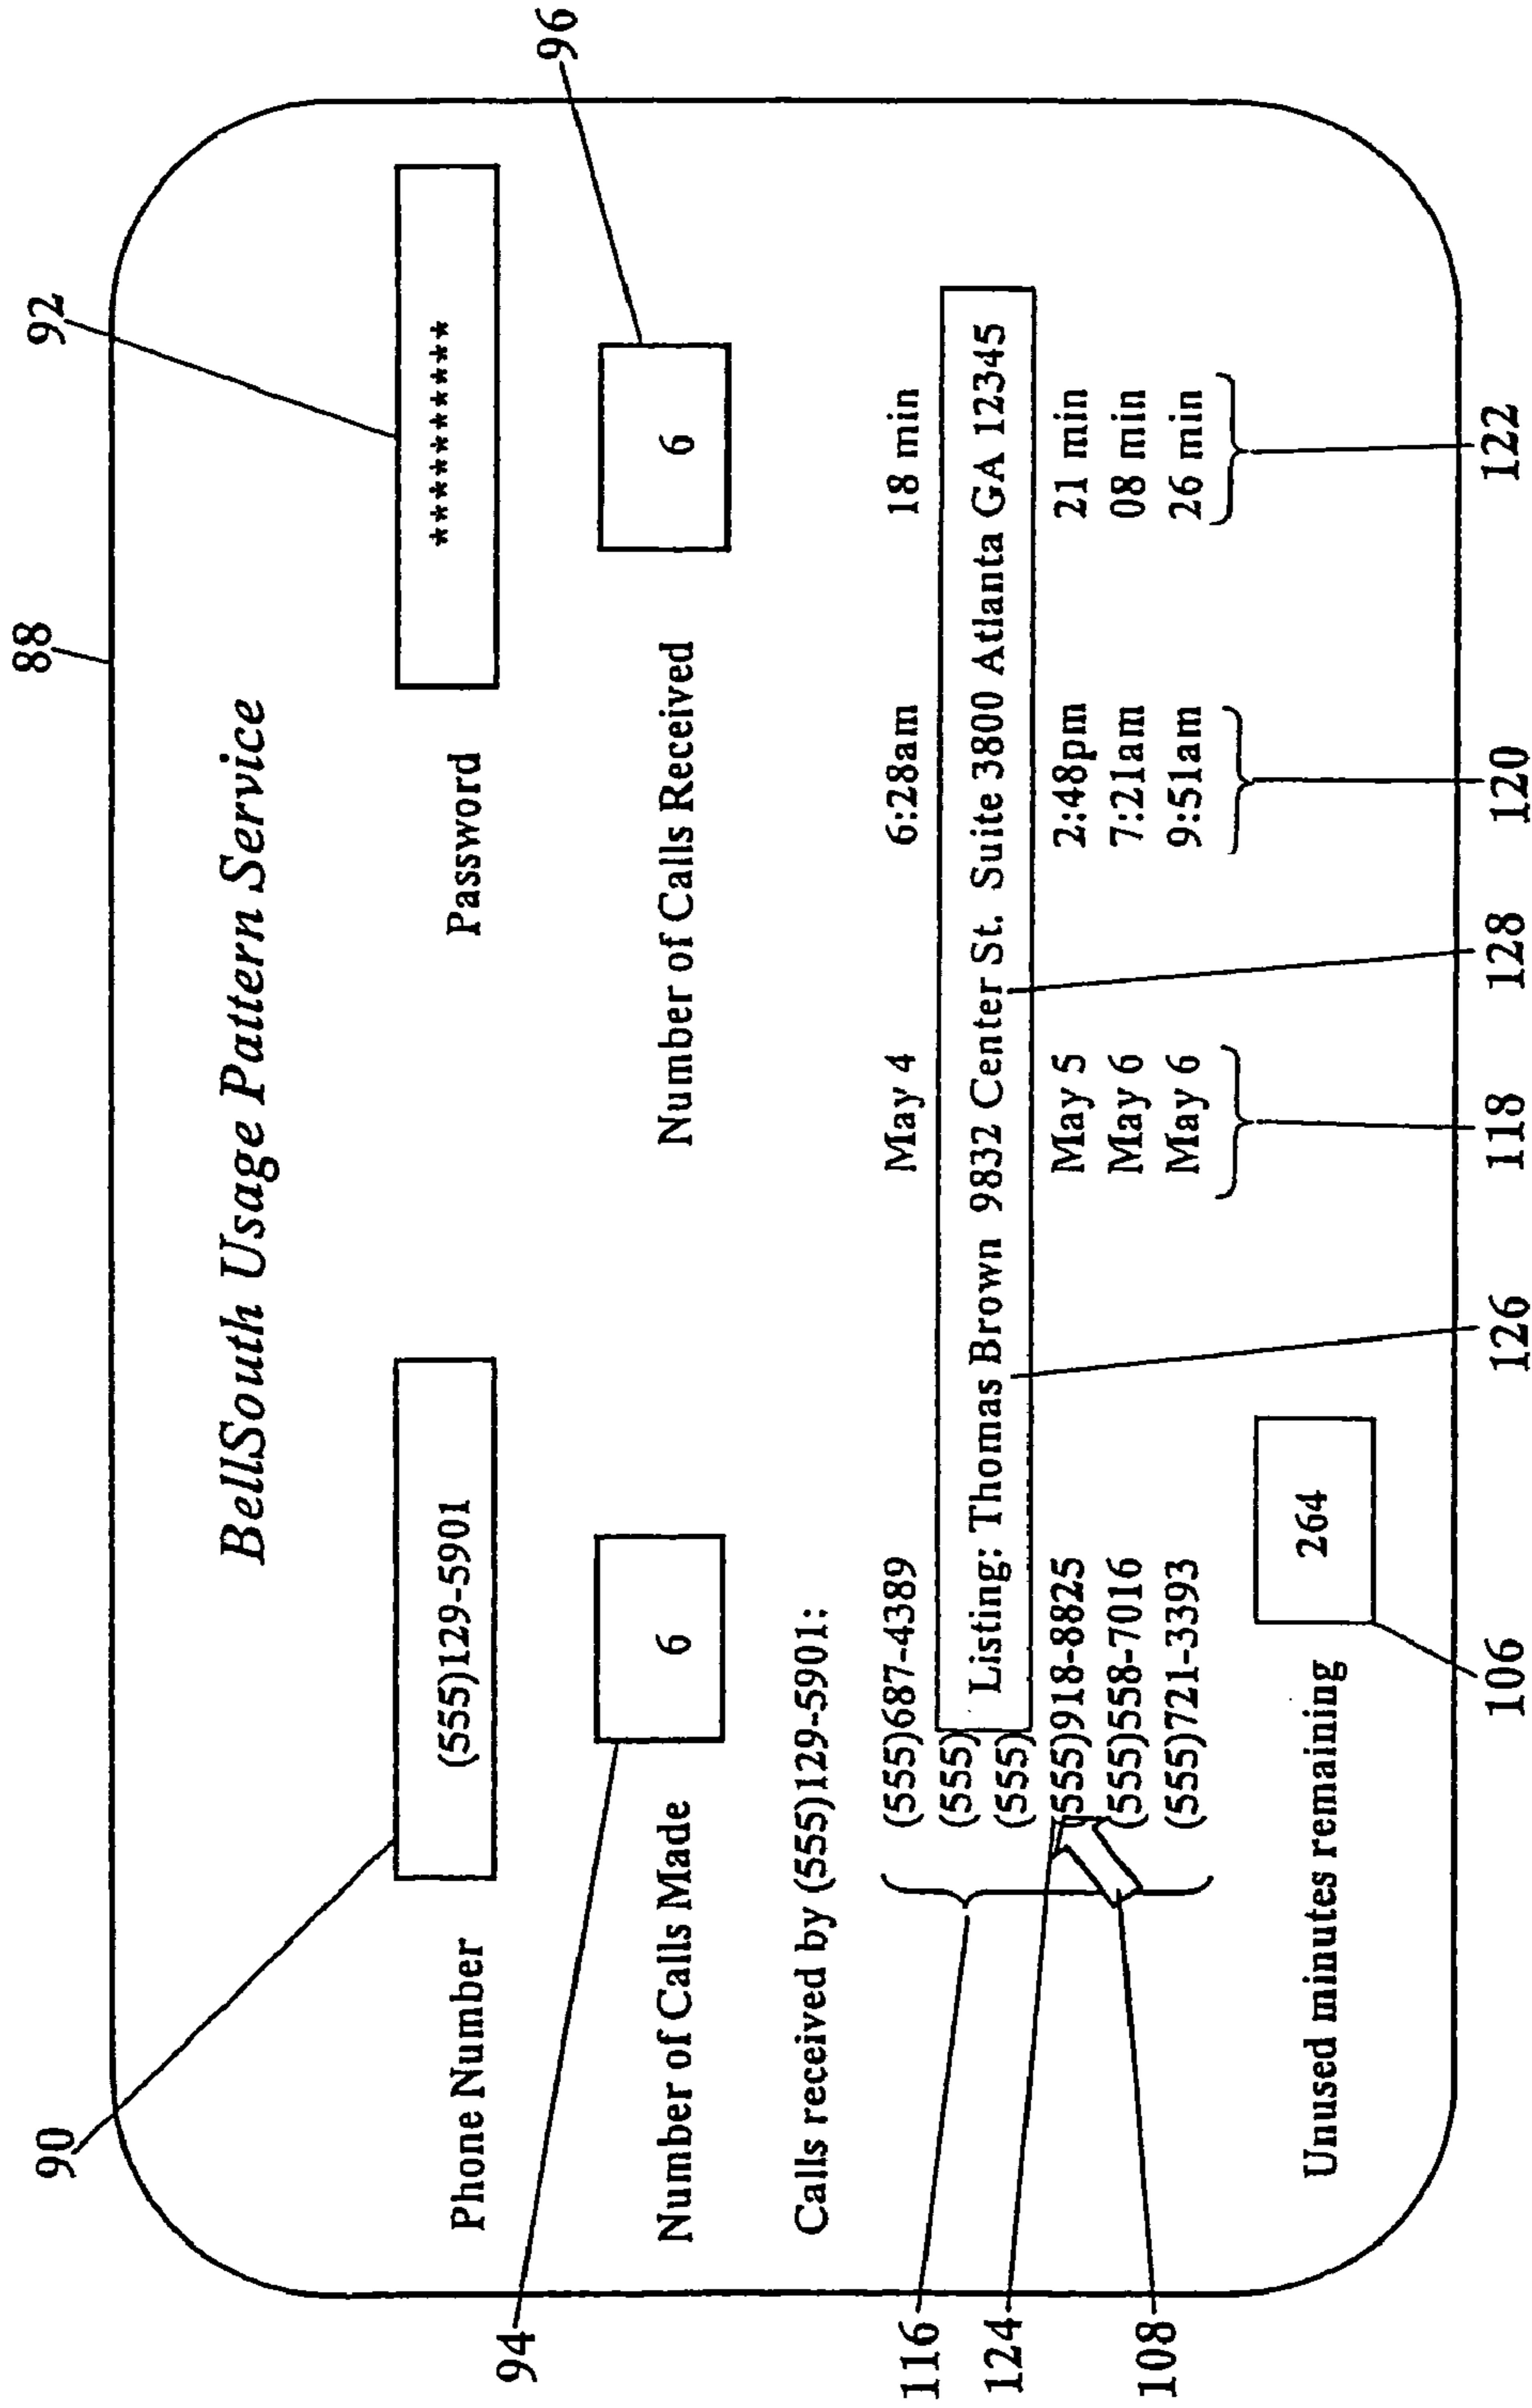 88
92
96
90
BellSouth Usage Pattern Service
Phone Number (555)129-5901 Password **********
Number of Calls Made 6 Number of Calls Received 6
94
Calls received by (555)129-5901:
(555)687-4389 May 4 6:28am 18 min
(555)
Listing: Thomas Brown 9832 Center St. Suite 3800 Atlanta GA 12345
(555)
(555)918-8825 May 5 2:48pm 21 min
(555)558-7016 May 6 7:21am 08 min
(555)721-3393 May 6 9:51am 26 min
116
124
108
Unused minutes remaining 264
106 126 118 128 120 122